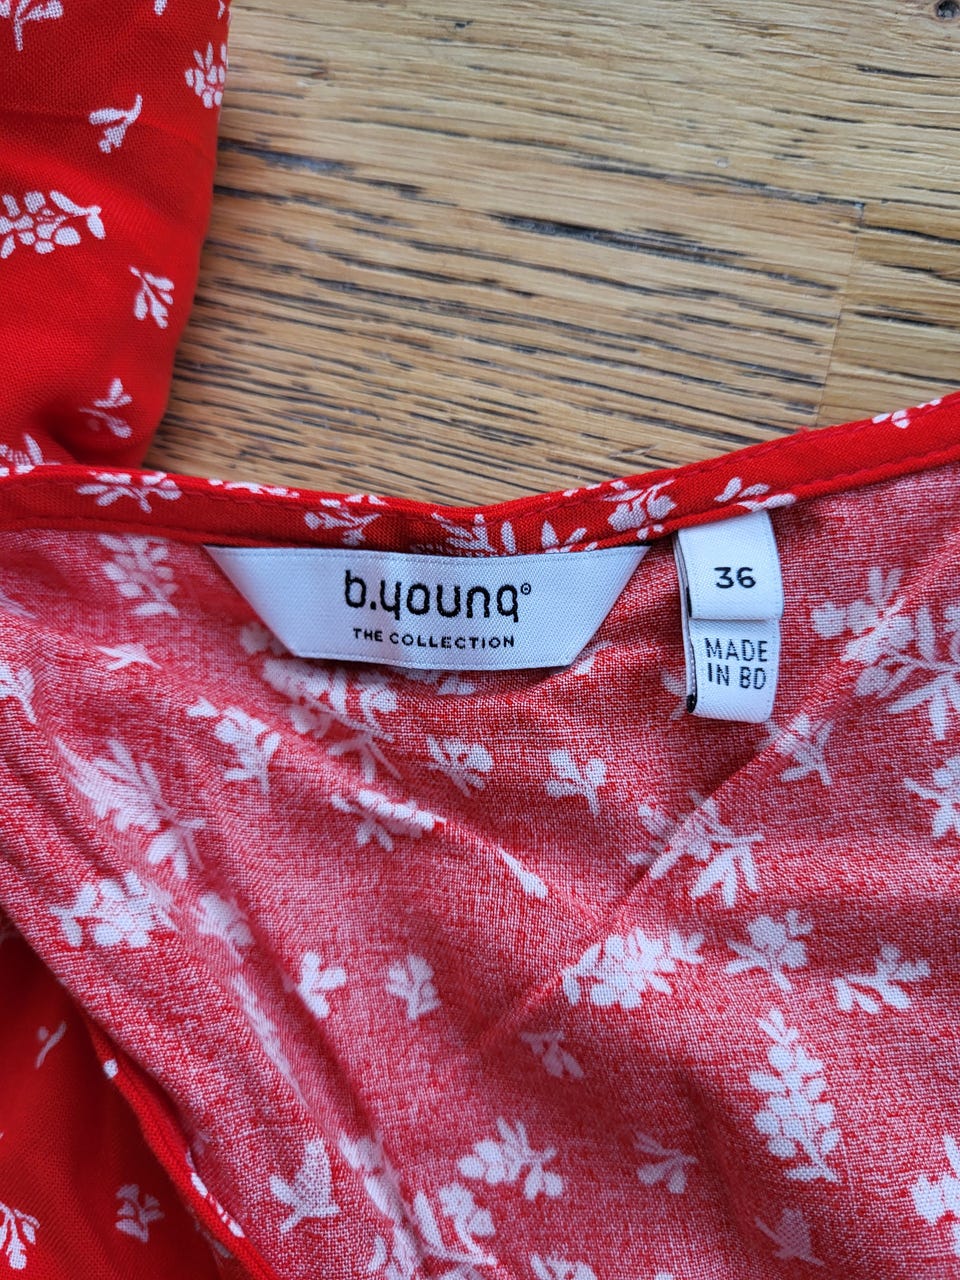 b.young®
THE COLLECTION
36
MADE
IN BD